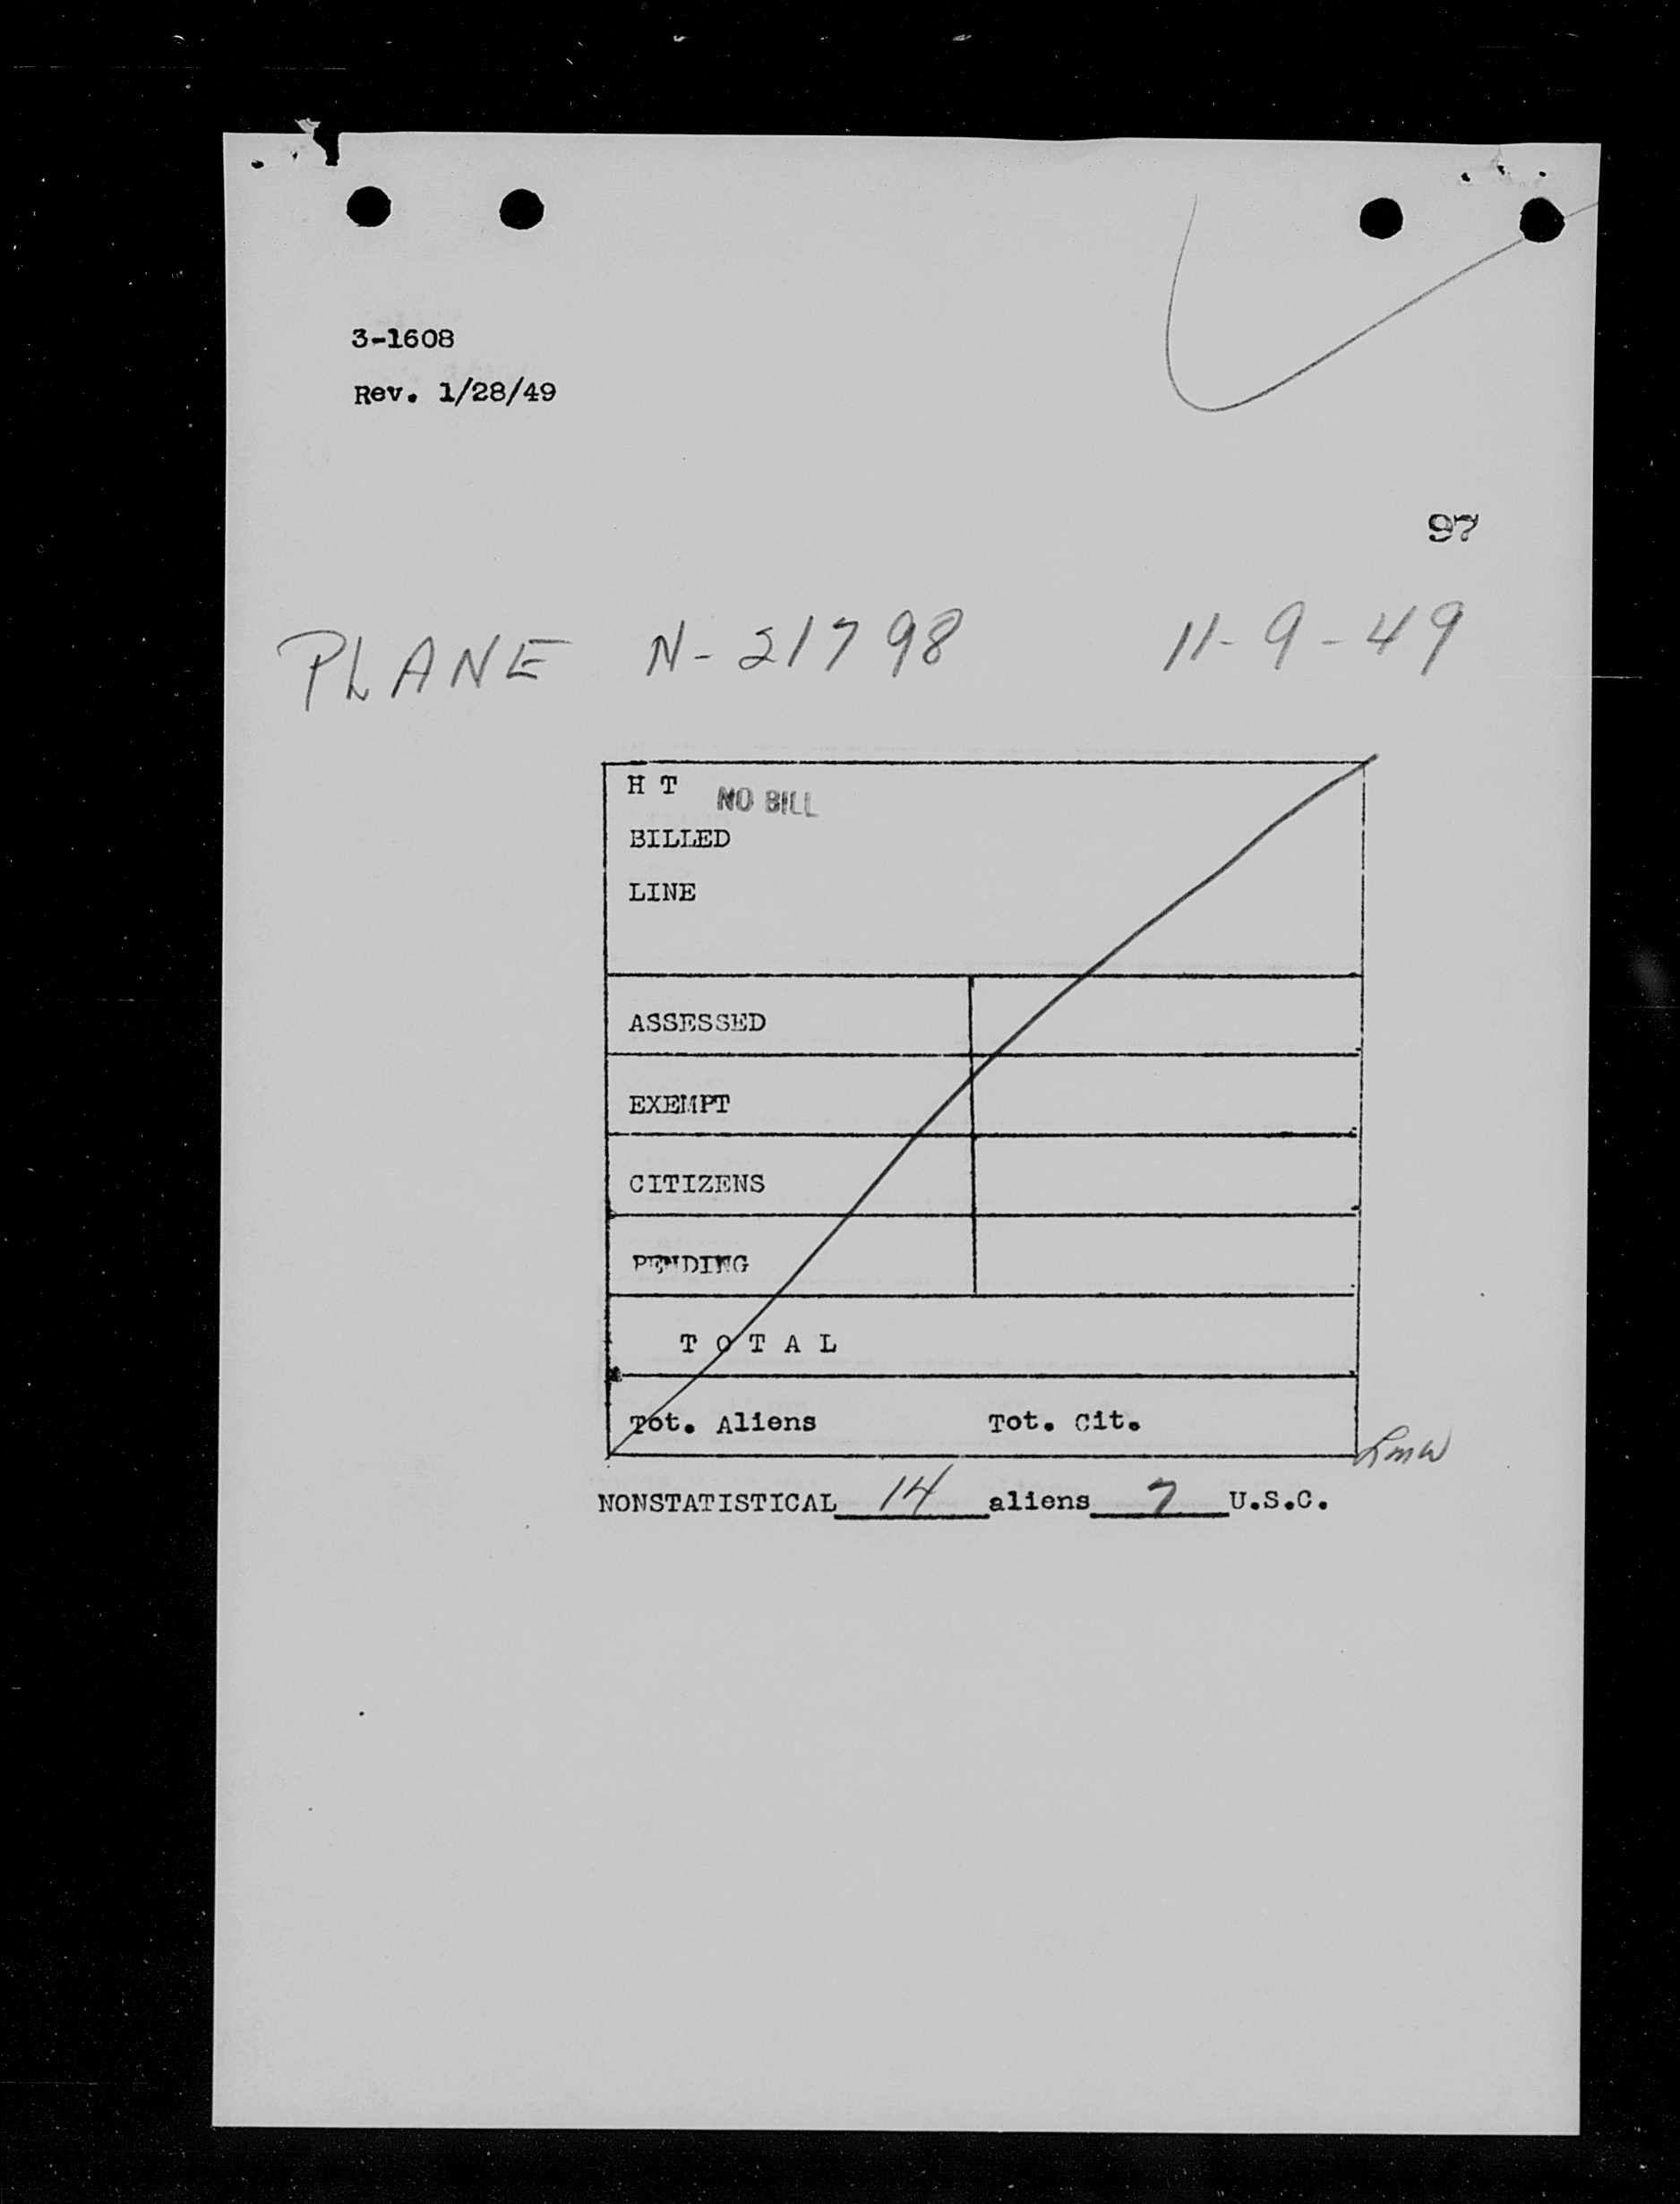 3-1608
Rev. 1/28/49
97
PLANE N-21798 11-9-49
H T NO BILL
BILLED
LINE
ASSESSED
EXEMPT
CITIZENS
PENDING
T O T A L
Tot. Aliens Tot. Cit.
LMW
NONSTATISTICAL 14 aliens 7 U.S.C.